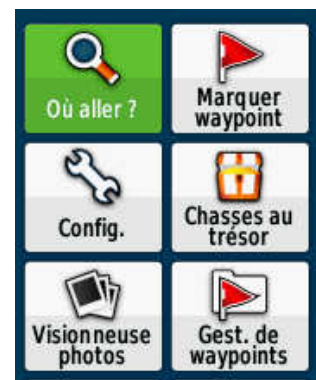 Où aller ?
Marquer
waypoint
Config.
Chasses au
trésor
Visionneuse
photos
Gest. de
waypoints